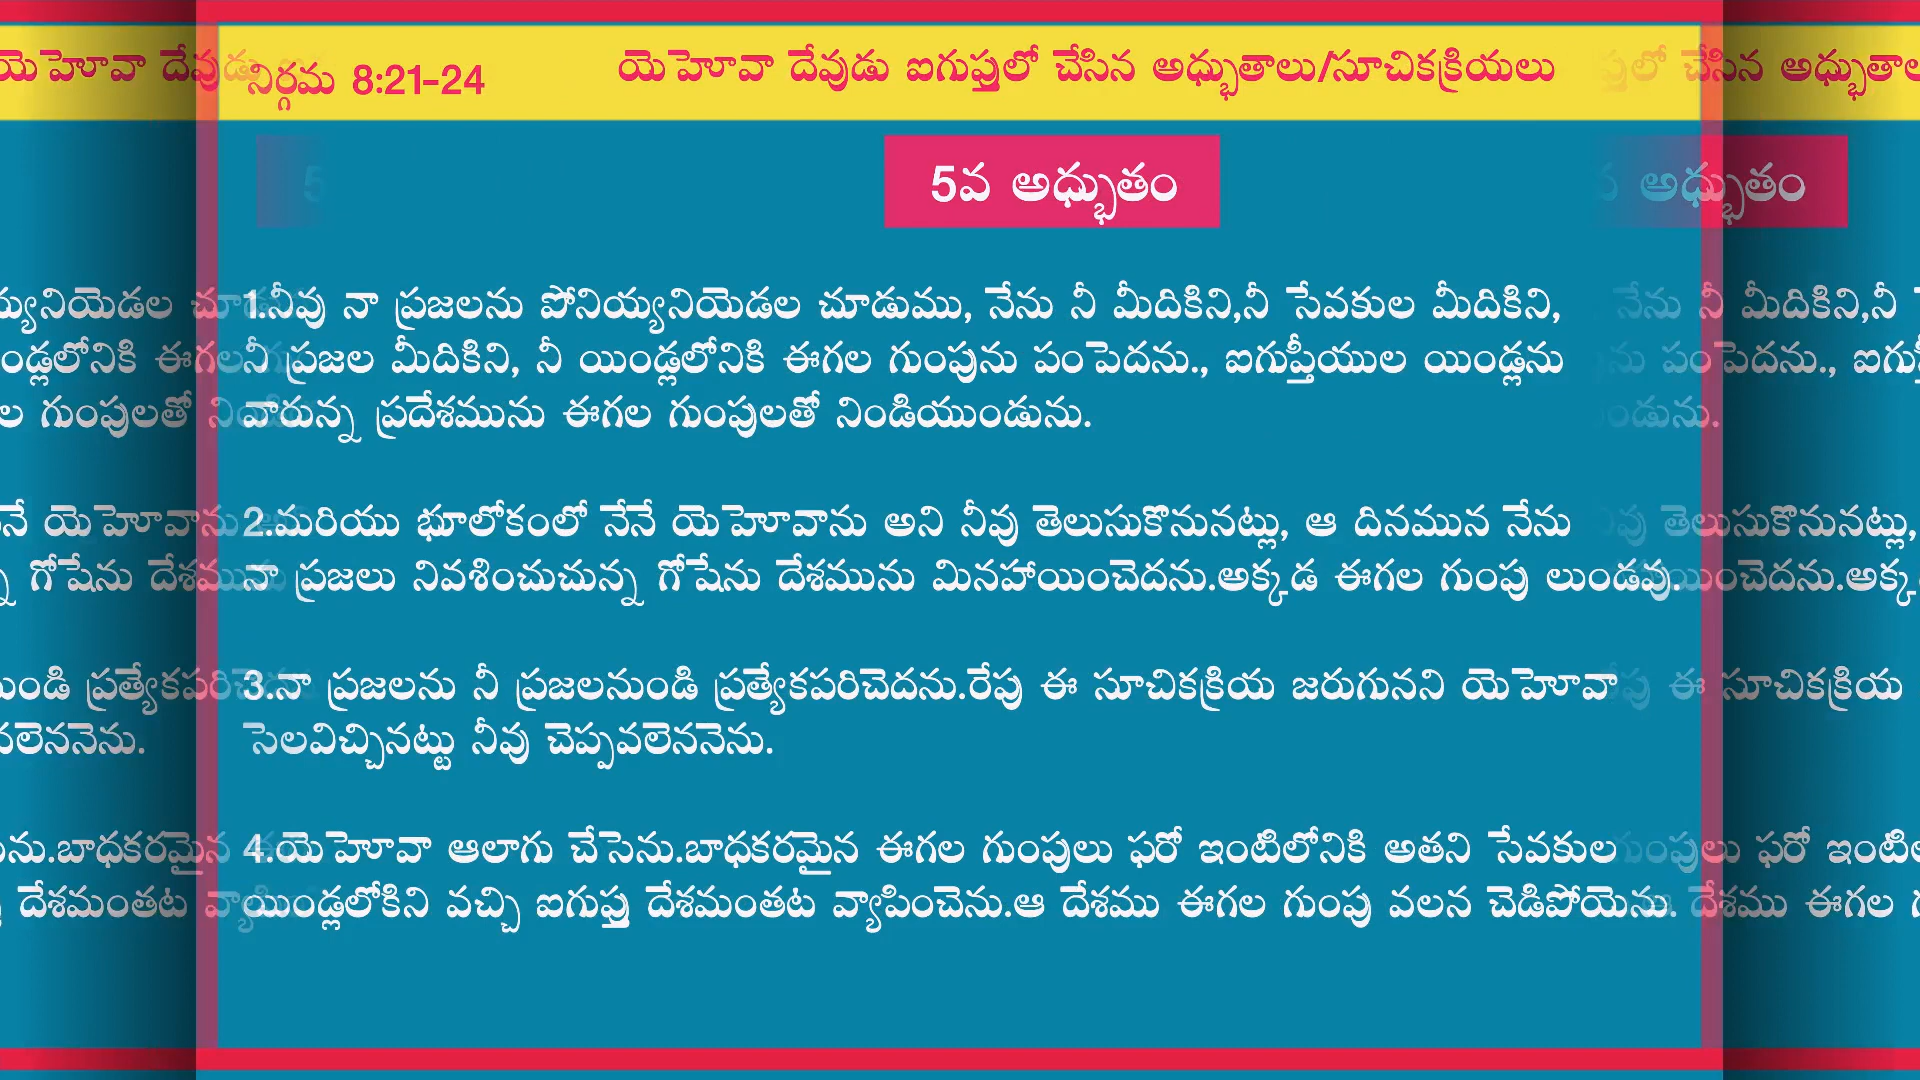 నిర్గమ 8:21-24
యెహెూవా దేవుడు ఐగుప్తులో చేసిన అధ్భుతాలు/సూచికక్రియలు
5వ అధ్భుతం
1.నీవు నా ప్రజలను పోనియ్యనియెడల చూడుము, నేను నీ మీదికిని,నీ సేవకుల మీదికిని,
నీ ప్రజల మీదికిని, నీ యిండ్లలోనికి ఈగల గుంపును పంపెదను., ఐగుప్తీయుల యిండ్లను
వారున్న ప్రదేశమును ఈగల గుంపులతో నిండియుండును.
2.మరియు భూలోకంలో నేనే యెహెూవాను అని నీవు తెలుసుకొనునట్లు, ఆ దినమున నేను
నా ప్రజలు నివశించుచున్న గోషేను దేశమును మినహాయించెదను.అక్కడ ఈగల గుంపు లుండవు.
3.నా ప్రజలను నీ ప్రజలనుండి ప్రత్యేకపరిచెదను.రేపు ఈ సూచికక్రియ జరుగునని యెహెూవా
సెలవిచ్చినట్టు నీవు చెప్పవలెననెను.
4.యెహెూవా ఆలాగు చేసెను.బాధకరమైన ఈగల గుంపులు ఫరో ఇంటిలోనికి అతని సేవకుల
యిండ్లలోకిని వచ్చి ఐగుప్తు దేశమంతట వ్యాపించెను.ఆ దేశము ఈగల గుంపు వలన చెడిపోయెను.